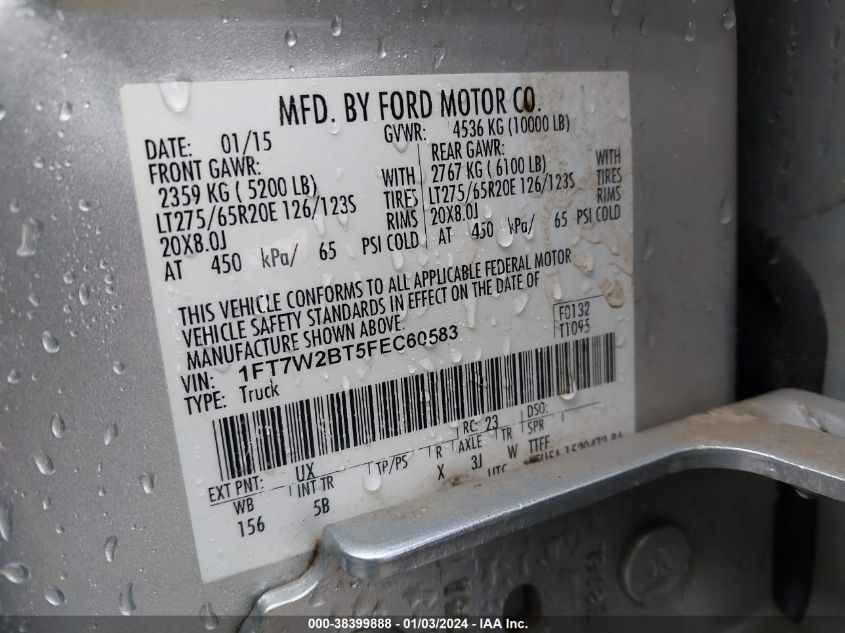 MFD. BY FORD MOTOR CO.
DATE: 01/15
GVWR: 4536 KG (10000 LB)
FRONT GAWR:
2359 KG ( 5200 LB) WITH
LT275/65R20E 126/123S TIRES
20X8.0J RIMS
AT 450 kPa/ 65 PSI COLD
REAR GAWR:
2767 KG ( 6100 LB) WITH
LT275/65R20E 126/123S TIRES
20X8.0J RIMS
AT 450 kPa/ 65 PSI COLD
THIS VEHICLE CONFORMS TO ALL APPLICABLE FEDERAL MOTOR
VEHICLE SAFETY STANDARDS IN EFFECT ON THE DATE OF
MANUFACTURE SHOWN ABOVE.
F0132
T1095
VIN: 1FT7W2BT5FEC60583
TYPE: Truck
EXT PNT: UX RC: 23 DSO:
WB INT TR TP/PS R AXLE TR SPR
156 5B X 3J W TTFF
UTC
000-38399888 - 01/03/2024 - IAA Inc.